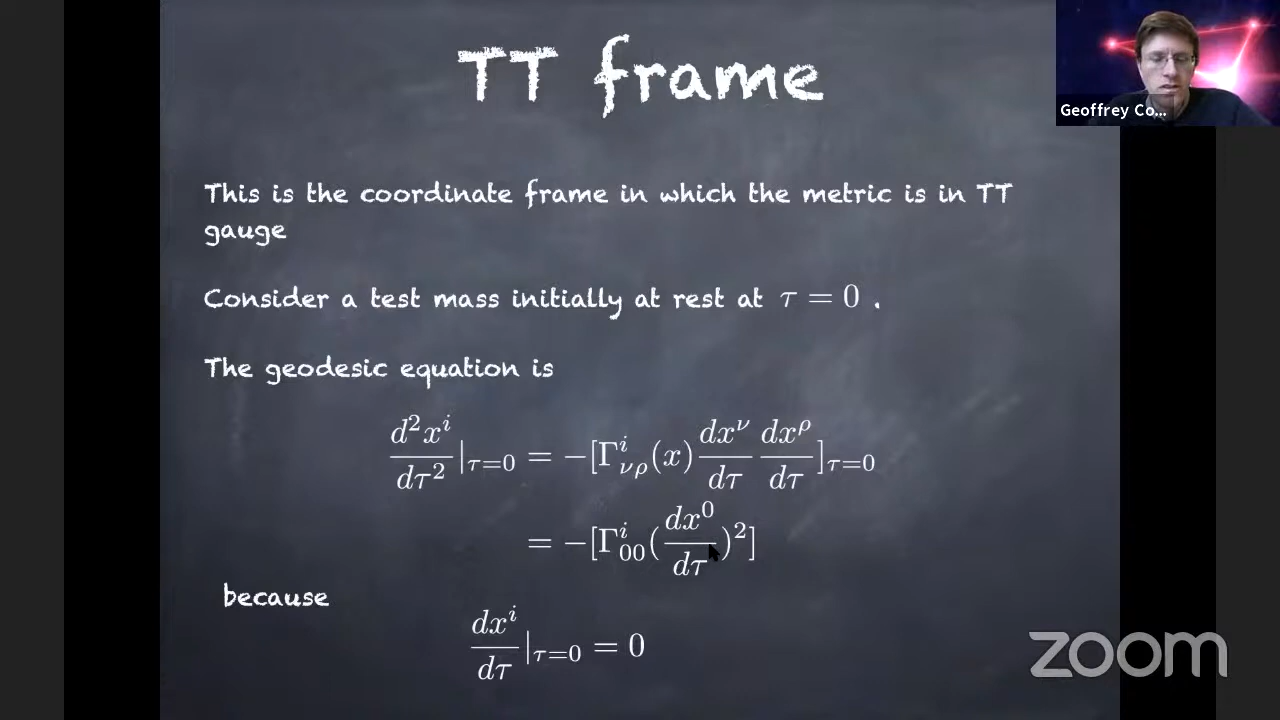 TT frame
Geoffrey Co...
This is the coordinate frame in which the metric is in TT
gauge
Consider a test mass initially at rest at τ = 0 .
The geodesic equation is
d²xⁱ/dτ² |τ=0 = −[Γⁱνρ(x) dx^ν/dτ dx^ρ/dτ]τ=0
= −[Γⁱ00(dx⁰/dτ)²]
because
dxⁱ/dτ |τ=0 = 0
zoom